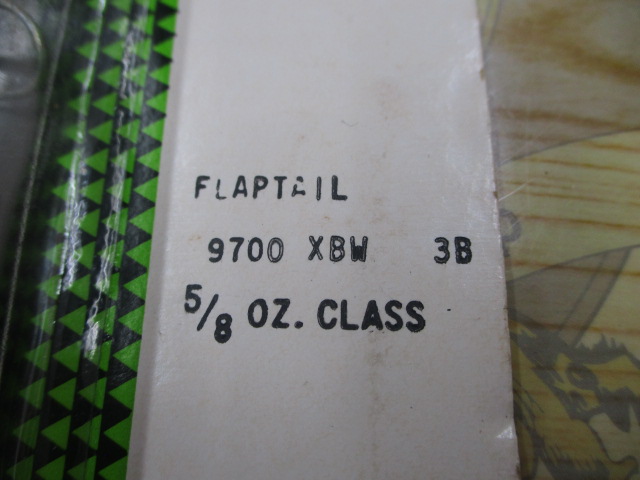 FLAPTAIL
9700 XBW 3B
5/8 OZ. CLASS